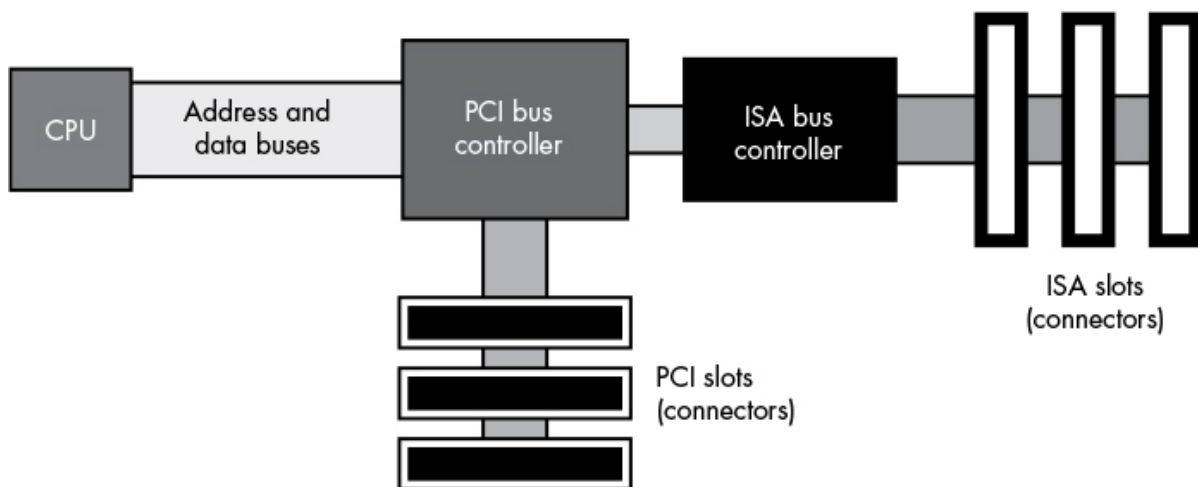 CPU
Address and
data buses
PCI bus
controller
ISA bus
controller
ISA slots
(connectors)
PCI slots
(connectors)